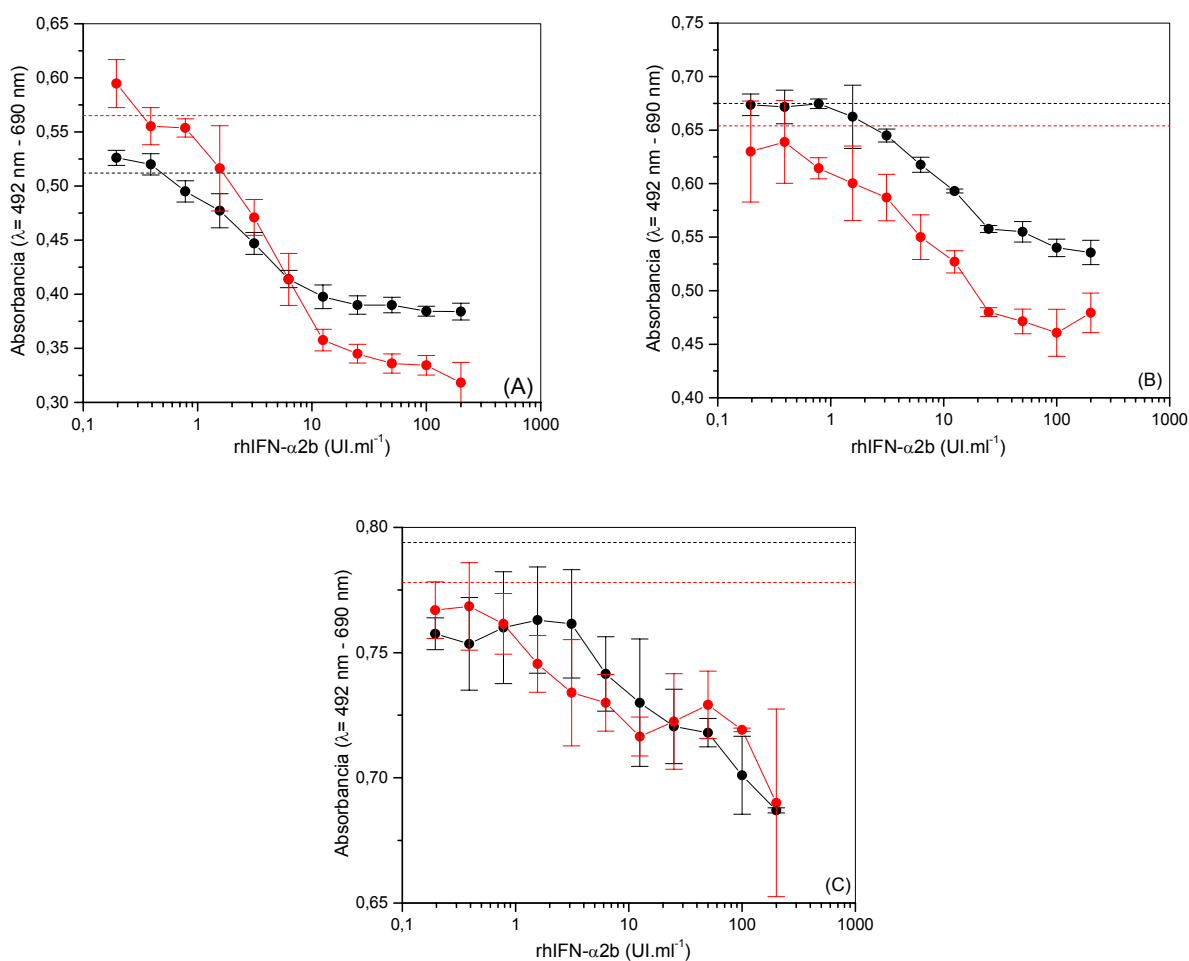 0,65
0,60
0,55
0,50
0,45
0,40
0,35
0,30
Absorbancia (λ= 492 nm - 690 nm)
0,1 1 10 100 1000
rhIFN-α2b (UI.ml⁻¹)
(A)
0,75
0,70
0,65
0,60
0,55
0,50
0,45
0,40
Absorbancia (λ= 492 nm - 690 nm)
0,1 1 10 100 1000
rhIFN-α2b (UI.ml⁻¹)
(B)
0,80
0,75
0,70
0,65
Absorbancia (λ= 492 nm - 690 nm)
0,1 1 10 100 1000
rhIFN-α2b (UI.ml⁻¹)
(C)